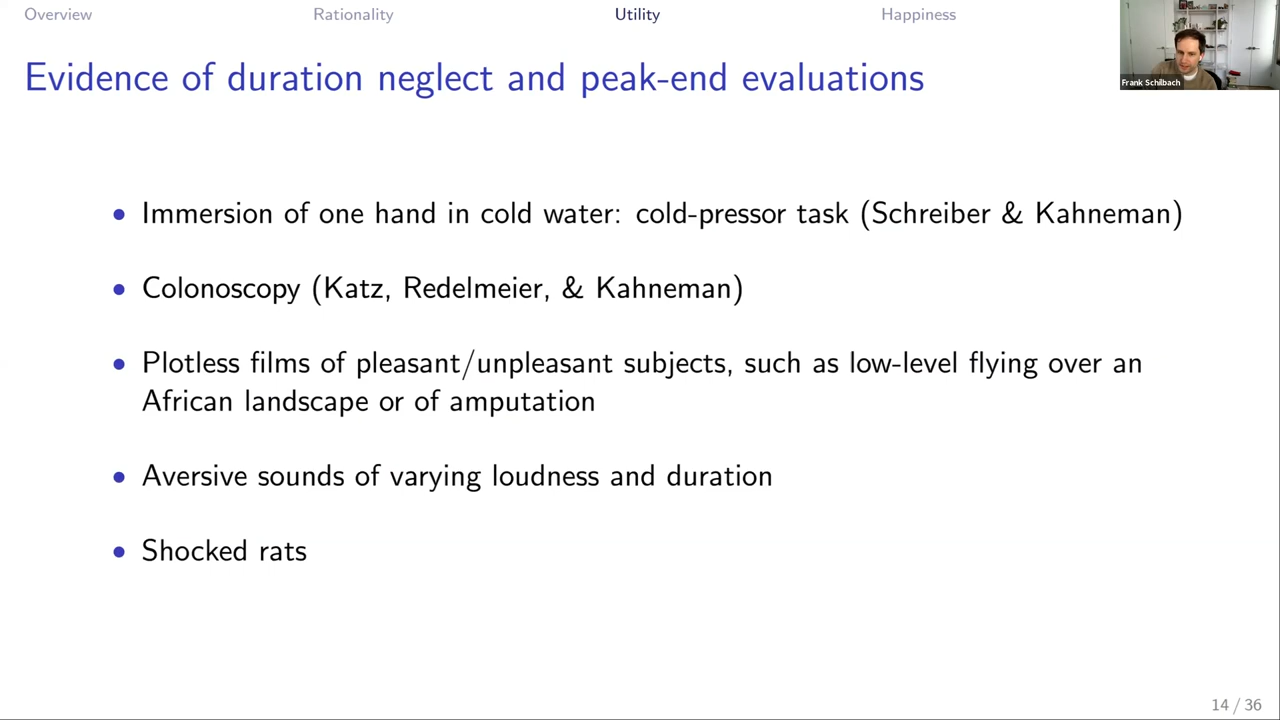 Overview Rationality Utility Happiness
Frank Schilbach
Evidence of duration neglect and peak-end evaluations
• Immersion of one hand in cold water: cold-pressor task (Schreiber & Kahneman)
• Colonoscopy (Katz, Redelmeier, & Kahneman)
• Plotless films of pleasant/unpleasant subjects, such as low-level flying over an
African landscape or of amputation
• Aversive sounds of varying loudness and duration
• Shocked rats
14 / 36